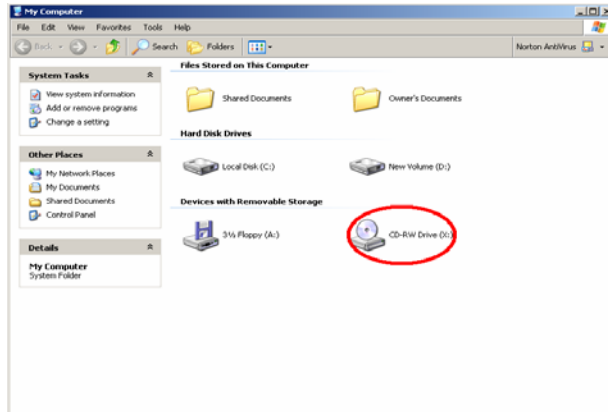 My Computer
File Edit View Favorites Tools Help
Back Search Folders Norton AntiVirus
System Tasks
View system information
Add or remove programs
Change a setting
Other Places
My Network Places
My Documents
Shared Documents
Control Panel
Details
My Computer
System Folder
Files Stored on This Computer
Shared Documents Owner's Documents
Hard Disk Drives
Local Disk (C:) New Volume (D:)
Devices with Removable Storage
3½ Floppy (A:) CD-RW Drive (X:)